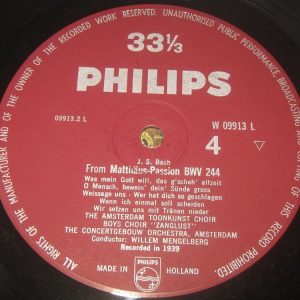 ALL RIGHTS OF THE MANUFACTURER AND OF THE OWNER OF THE RECORDED WORK RESERVED. UNAUTHORISED PUBLIC PERFORMANCE, BROADCASTING AND COPYING OF THIS RECORD PROHIBITED
33⅓
PHILIPS
09913.2 L
W 09913 L
4
J. S. Bach
From Matthäus-Passion BWV 244
Was mein Gott will, das g'scheh' allzeit
O Mensch, bewein' dein' Sünde gross
Weissage uns - Wer hat dich so geschlagen
Wenn ich einmal soll scheiden
Wir setzen uns mit Tränen nieder
THE AMSTERDAM TOONKUNST CHOIR
BOYS CHOIR "ZANGLUST"
THE CONCERTGEBOUW ORCHESTRA, AMSTERDAM
Conductor: WILLEM MENGELBERG
Recorded in 1939
MADE IN
PHILIPS
HOLLAND